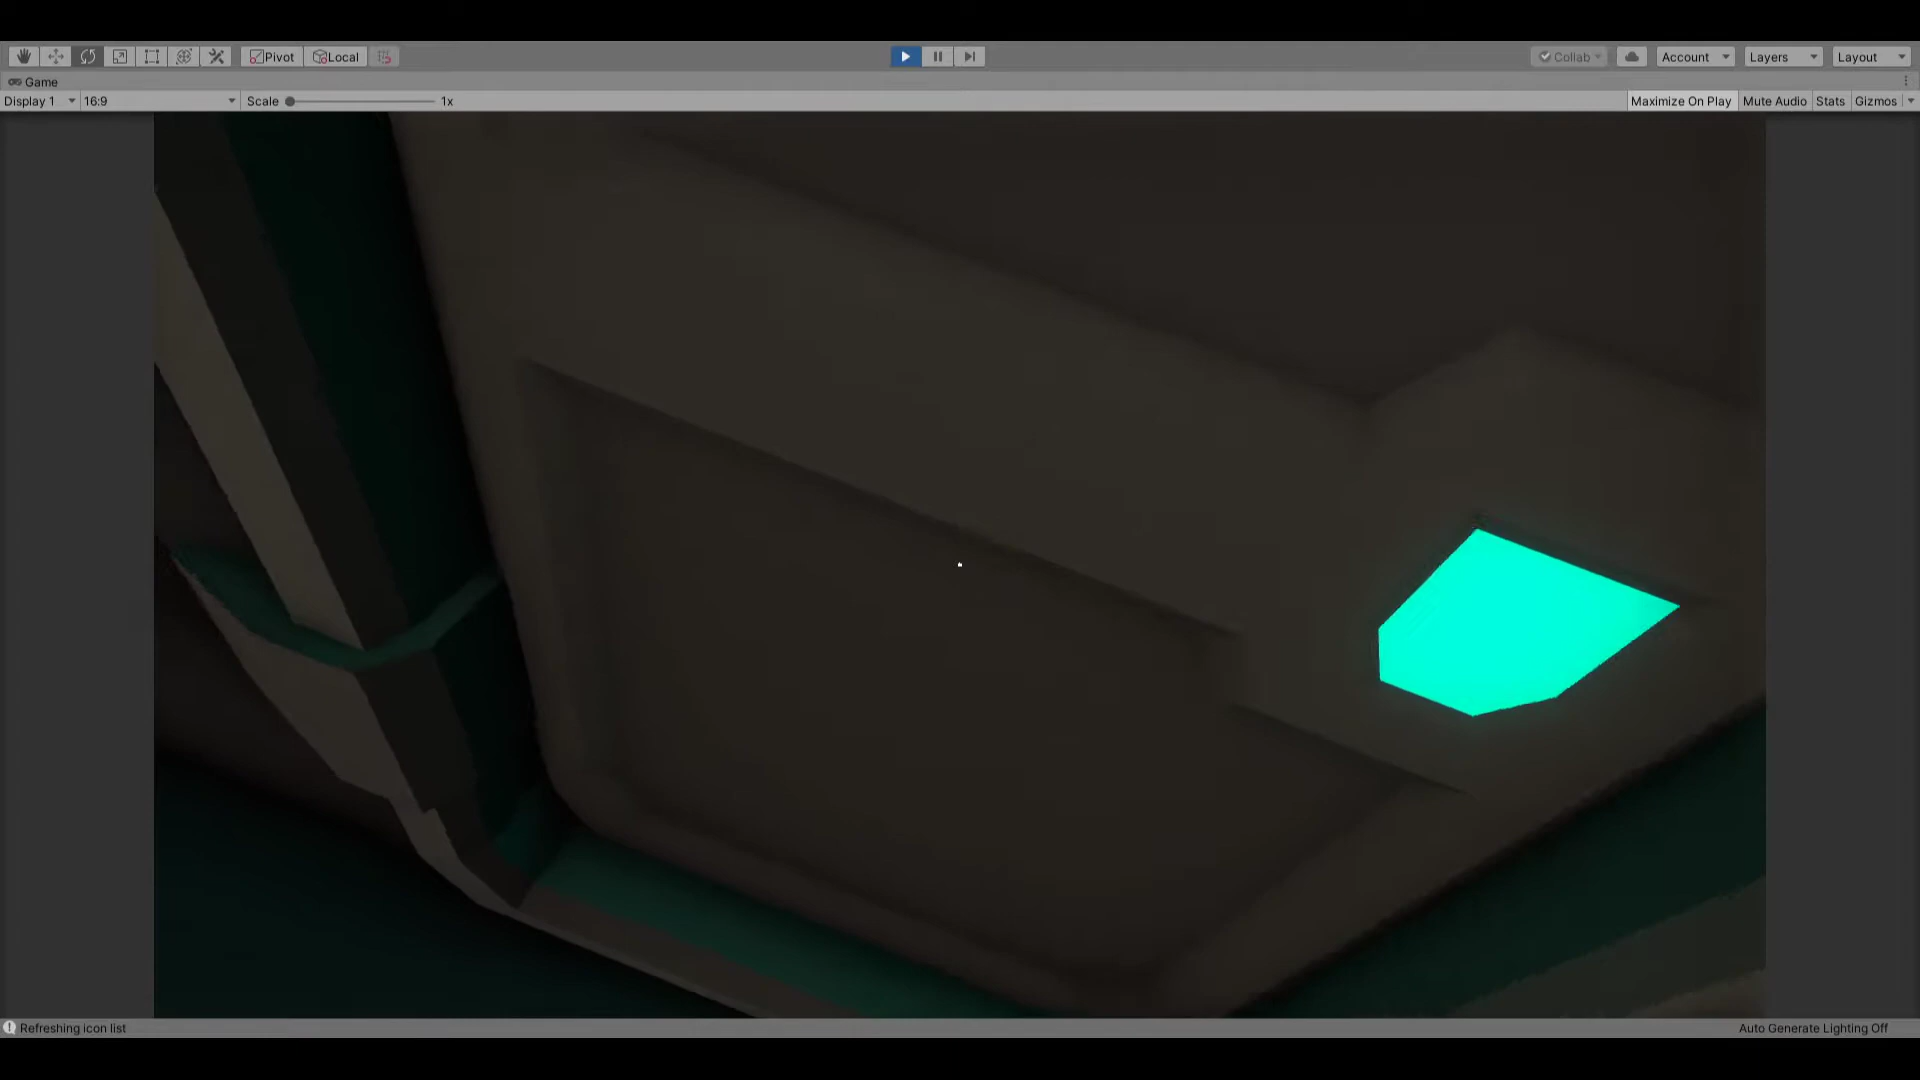 Pivot Local Collab Account Layers Layout
Game
Display 1 16:9 Scale 1x Maximize On Play Mute Audio Stats Gizmos
Refreshing icon list Auto Generate Lighting Off